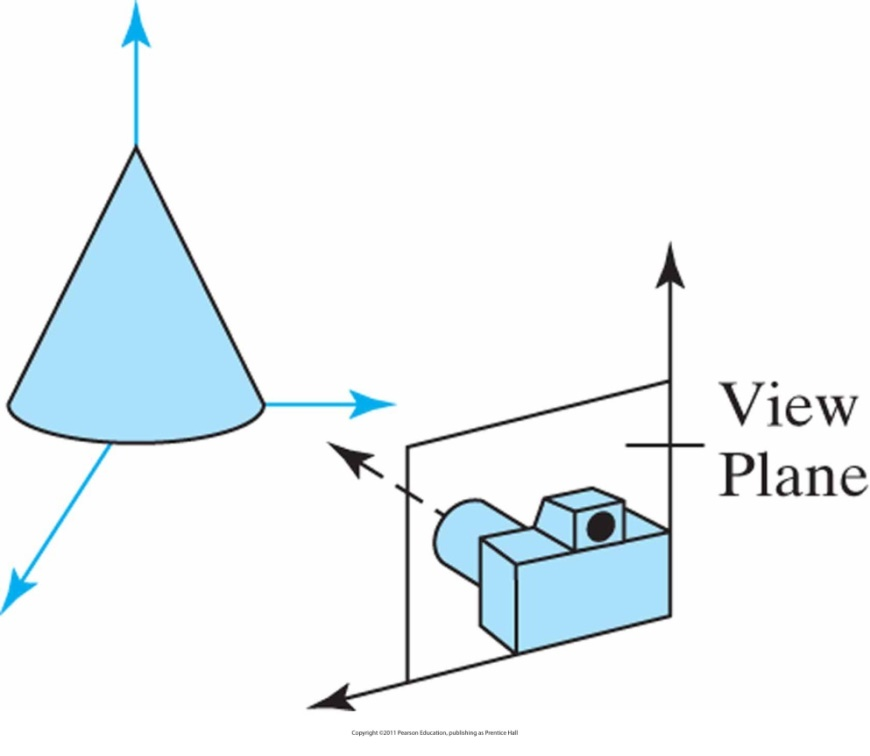 View
Plane
Copyright ©2011 Pearson Education, publishing as Prentice Hall